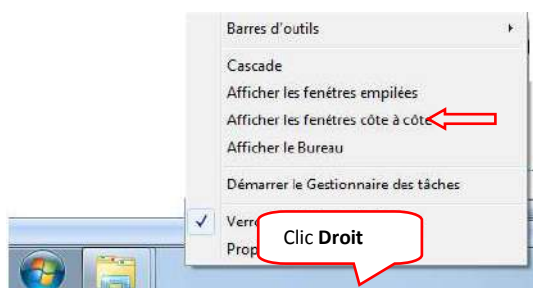 Barres d'outils
Cascade
Afficher les fenêtres empilées
Afficher les fenêtres côte à côte
Afficher le Bureau
Démarrer le Gestionnaire des tâches
Clic Droit